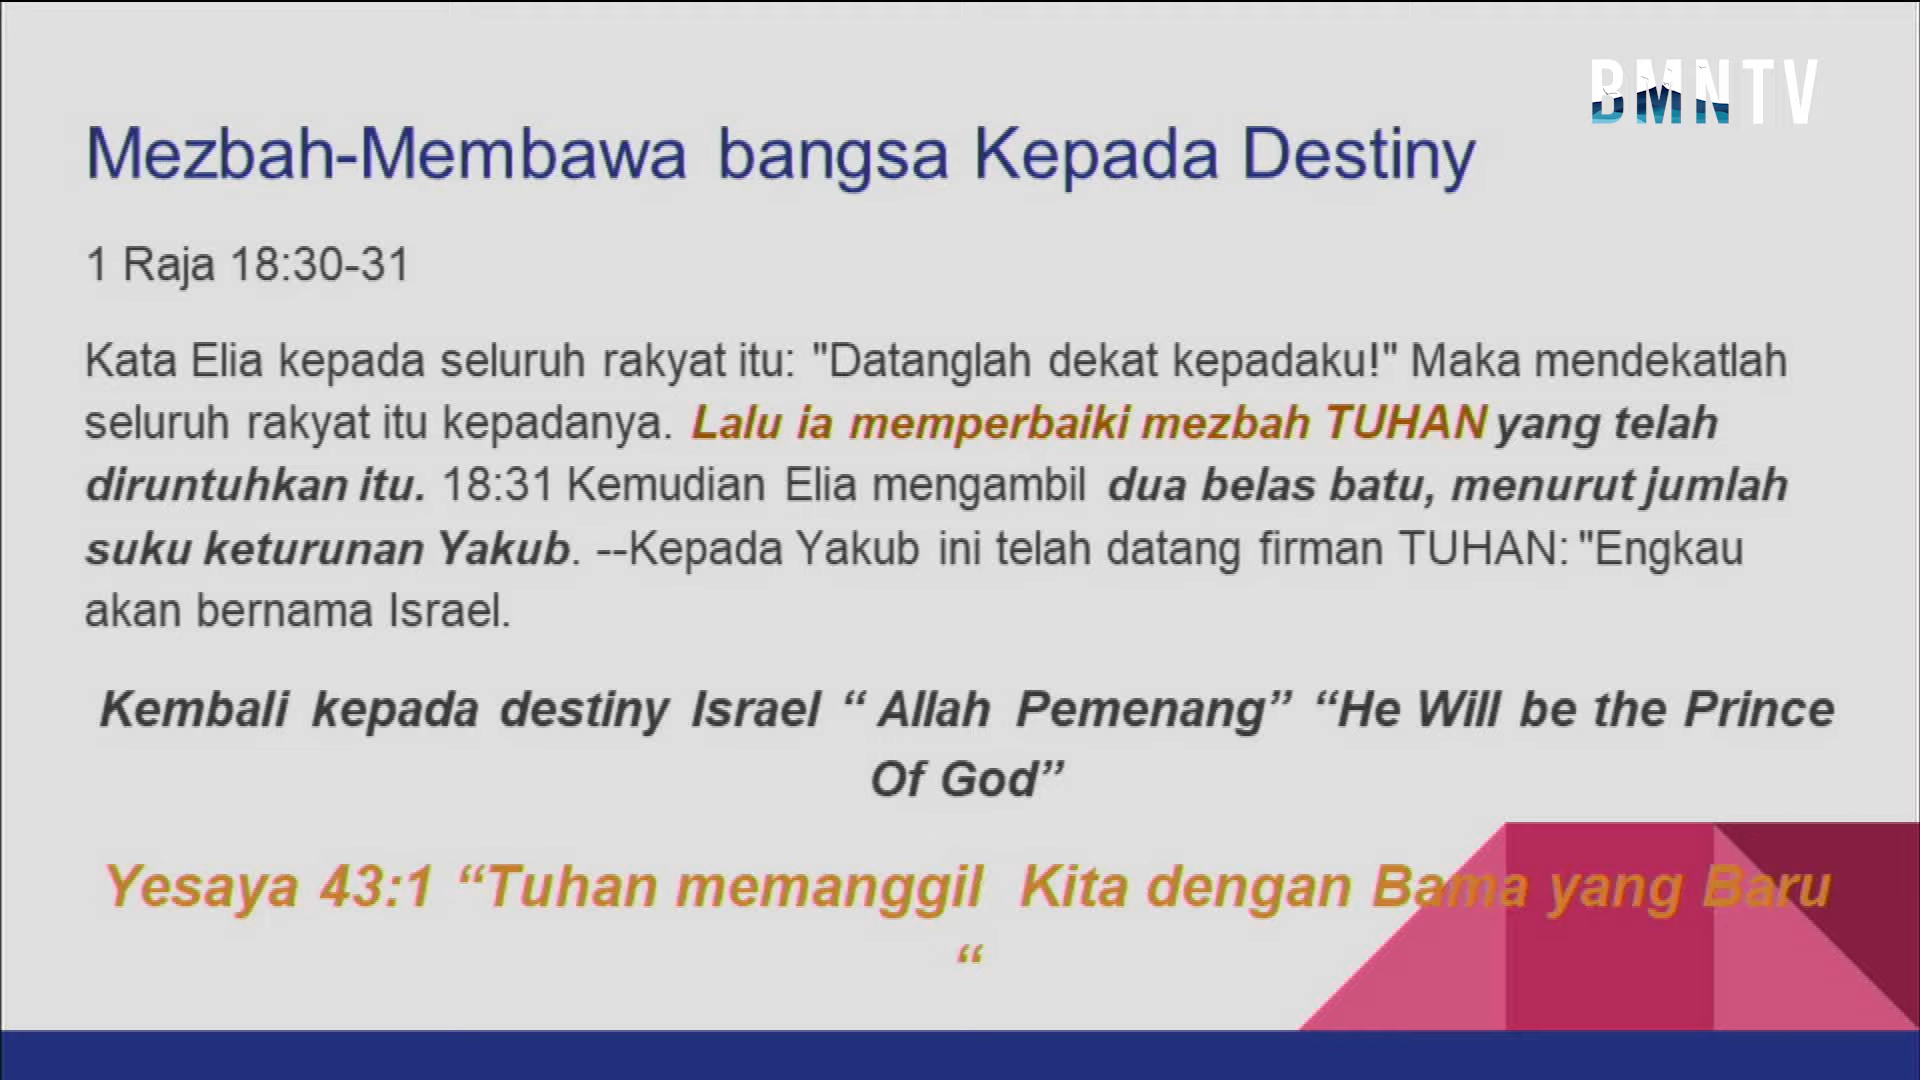 BMNTV
Mezbah-Membawa bangsa Kepada Destiny
1 Raja 18:30-31
Kata Elia kepada seluruh rakyat itu: "Datanglah dekat kepadaku!" Maka mendekatlah
seluruh rakyat itu kepadanya. Lalu ia memperbaiki mezbah TUHAN yang telah
diruntuhkan itu. 18:31 Kemudian Elia mengambil dua belas batu, menurut jumlah
suku keturunan Yakub. --Kepada Yakub ini telah datang firman TUHAN: "Engkau
akan bernama Israel.
Kembali kepada destiny Israel “ Allah Pemenang” “He Will be the Prince
Of God”
Yesaya 43:1 “Tuhan memanggil Kita dengan Bama yang Baru
“